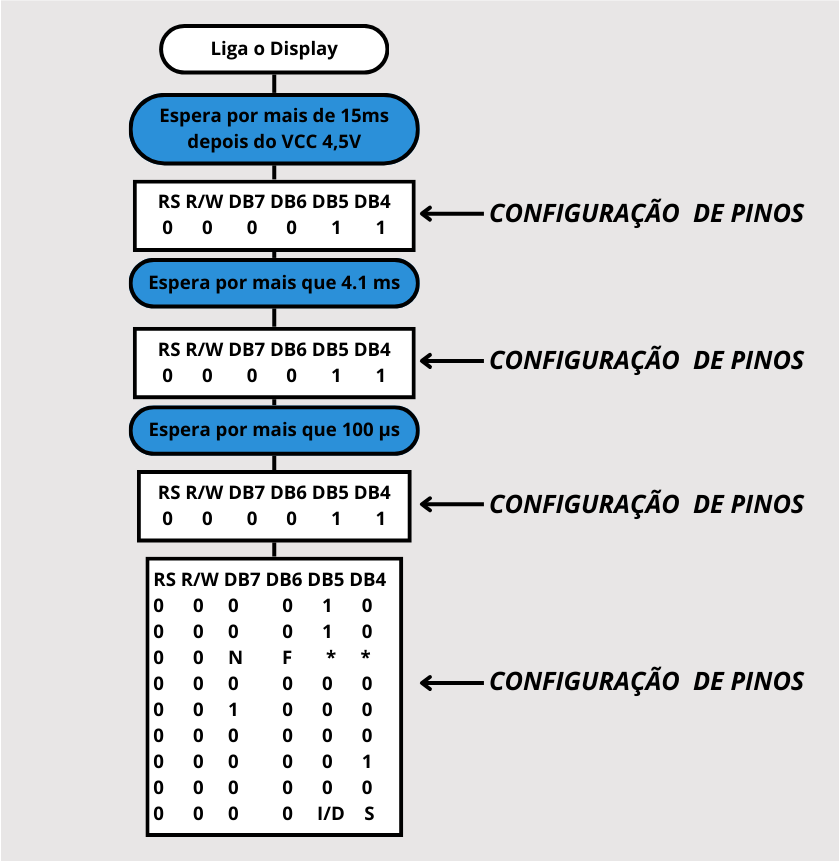 Liga o Display
Espera por mais de 15ms
depois do VCC 4,5V
RS R/W DB7 DB6 DB5 DB4
0 0 0 0 1 1
CONFIGURAÇÃO DE PINOS
Espera por mais que 4.1 ms
RS R/W DB7 DB6 DB5 DB4
0 0 0 0 1 1
CONFIGURAÇÃO DE PINOS
Espera por mais que 100 µs
RS R/W DB7 DB6 DB5 DB4
0 0 0 0 1 1
CONFIGURAÇÃO DE PINOS
RS R/W DB7 DB6 DB5 DB4
0 0 0 0 1 0
0 0 0 0 1 0
0 0 N F * *
0 0 0 0 0 0
0 0 1 0 0 0
0 0 0 0 0 0
0 0 0 0 0 1
0 0 0 0 0 0
0 0 0 0 I/D S
CONFIGURAÇÃO DE PINOS